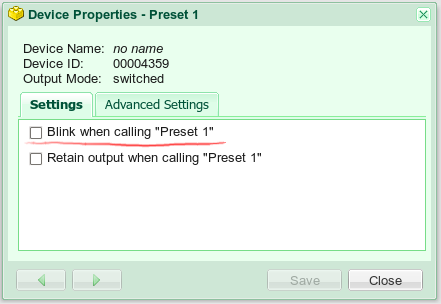 Device Properties - Preset 1
Device Name: no name
Device ID: 00004359
Output Mode: switched
Settings Advanced Settings
Blink when calling "Preset 1"
Retain output when calling "Preset 1"
Save Close